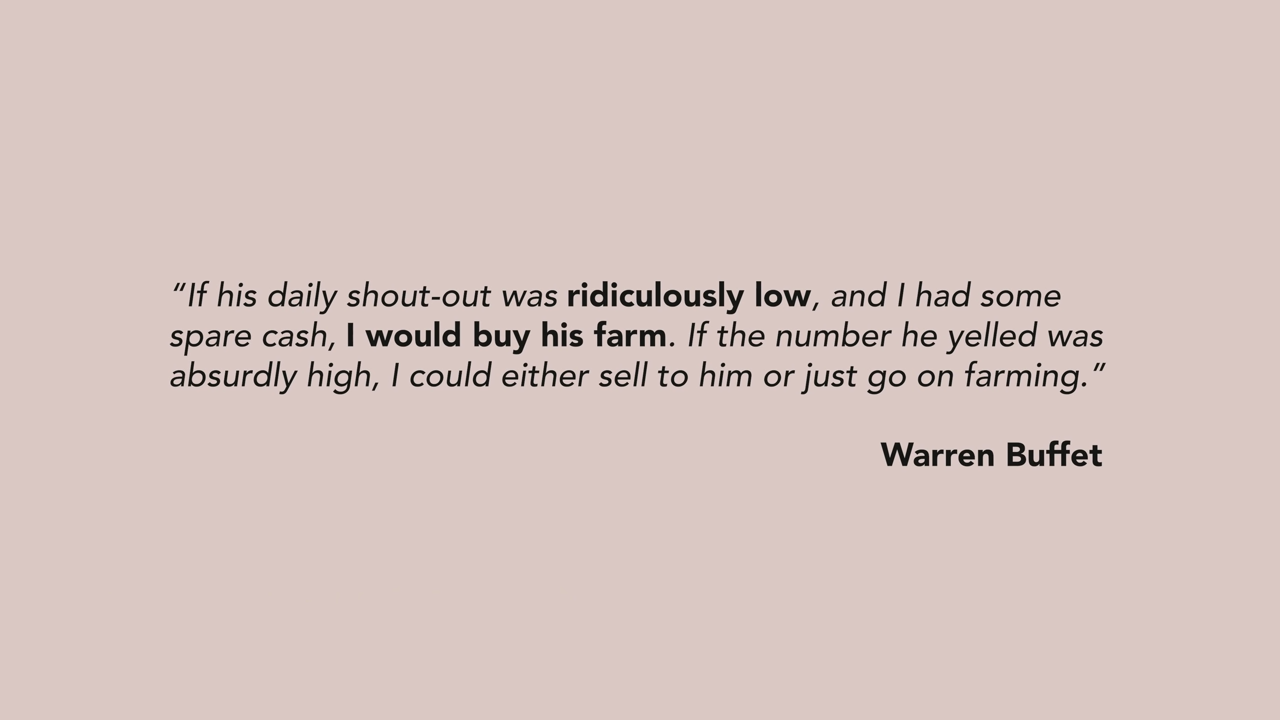 “If his daily shout-out was ridiculously low, and I had some
spare cash, I would buy his farm. If the number he yelled was
absurdly high, I could either sell to him or just go on farming.”
Warren Buffet